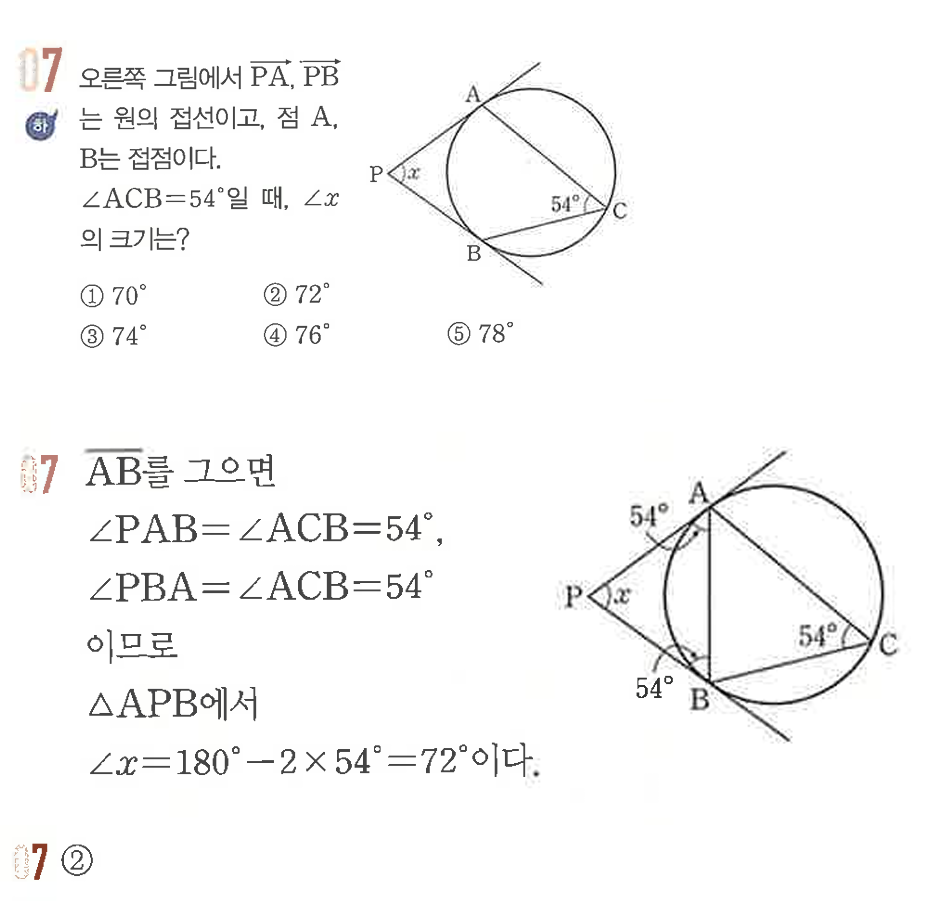 07
오른쪽 그림에서 PA, PB
하
는 원의 접선이고, 점 A,
B는 접점이다.
∠ACB=54°일 때, ∠x
의 크기는?
A
P
x
54°
C
B
① 70°
② 72°
③ 74°
④ 76°
⑤ 78°
07
AB를 그으면
∠PAB=∠ACB=54°,
∠PBA=∠ACB=54°
이므로
△APB에서
∠x=180°-2×54°=72°이다.
A
54°
P
x
54°
C
54°
B
07 ②